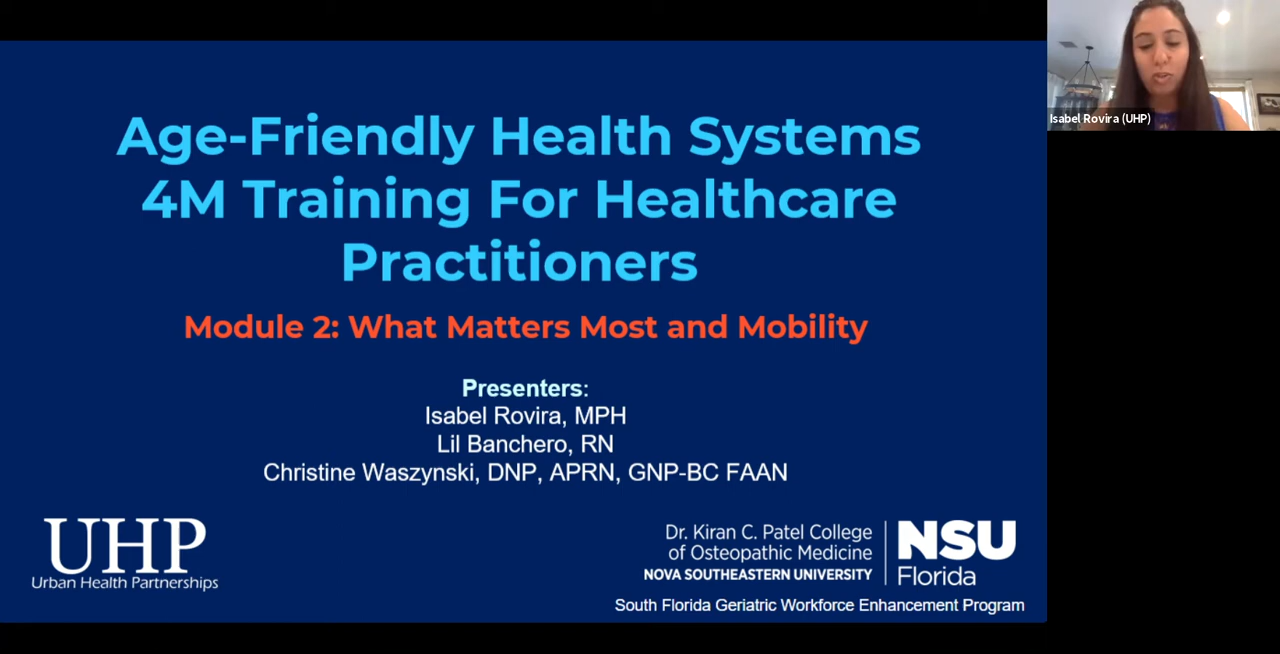 Age-Friendly Health Systems
4M Training For Healthcare
Practitioners
Module 2: What Matters Most and Mobility
Presenters:
Isabel Rovira, MPH
Lil Banchero, RN
Christine Waszynski, DNP, APRN, GNP-BC FAAN
UHP
Urban Health Partnerships
Dr. Kiran C. Patel College
of Osteopathic Medicine
NOVA SOUTHEASTERN UNIVERSITY
NSU
Florida
South Florida Geriatric Workforce Enhancement Program
Isabel Rovira (UHP)